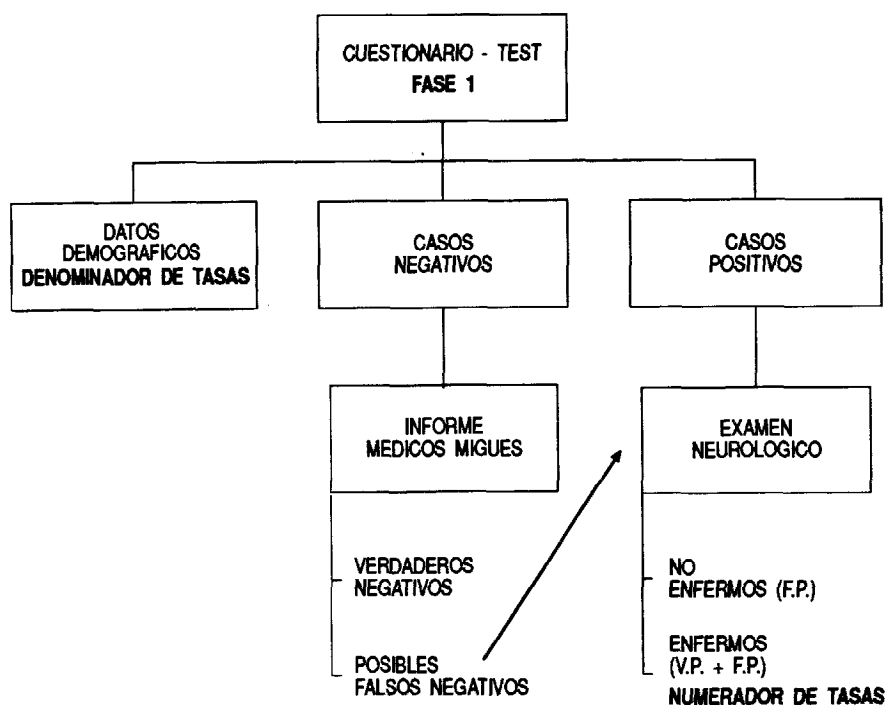 CUESTIONARIO - TEST
FASE 1
DATOS
DEMOGRAFICOS
DENOMINADOR DE TASAS
CASOS
NEGATIVOS
CASOS
POSITIVOS
INFORME
MEDICOS MIGUES
EXAMEN
NEUROLOGICO
VERDADEROS
NEGATIVOS
POSIBLES
FALSOS NEGATIVOS
NO
ENFERMOS (F.P.)
ENFERMOS
(V.P. + F.P.)
NUMERADOR DE TASAS